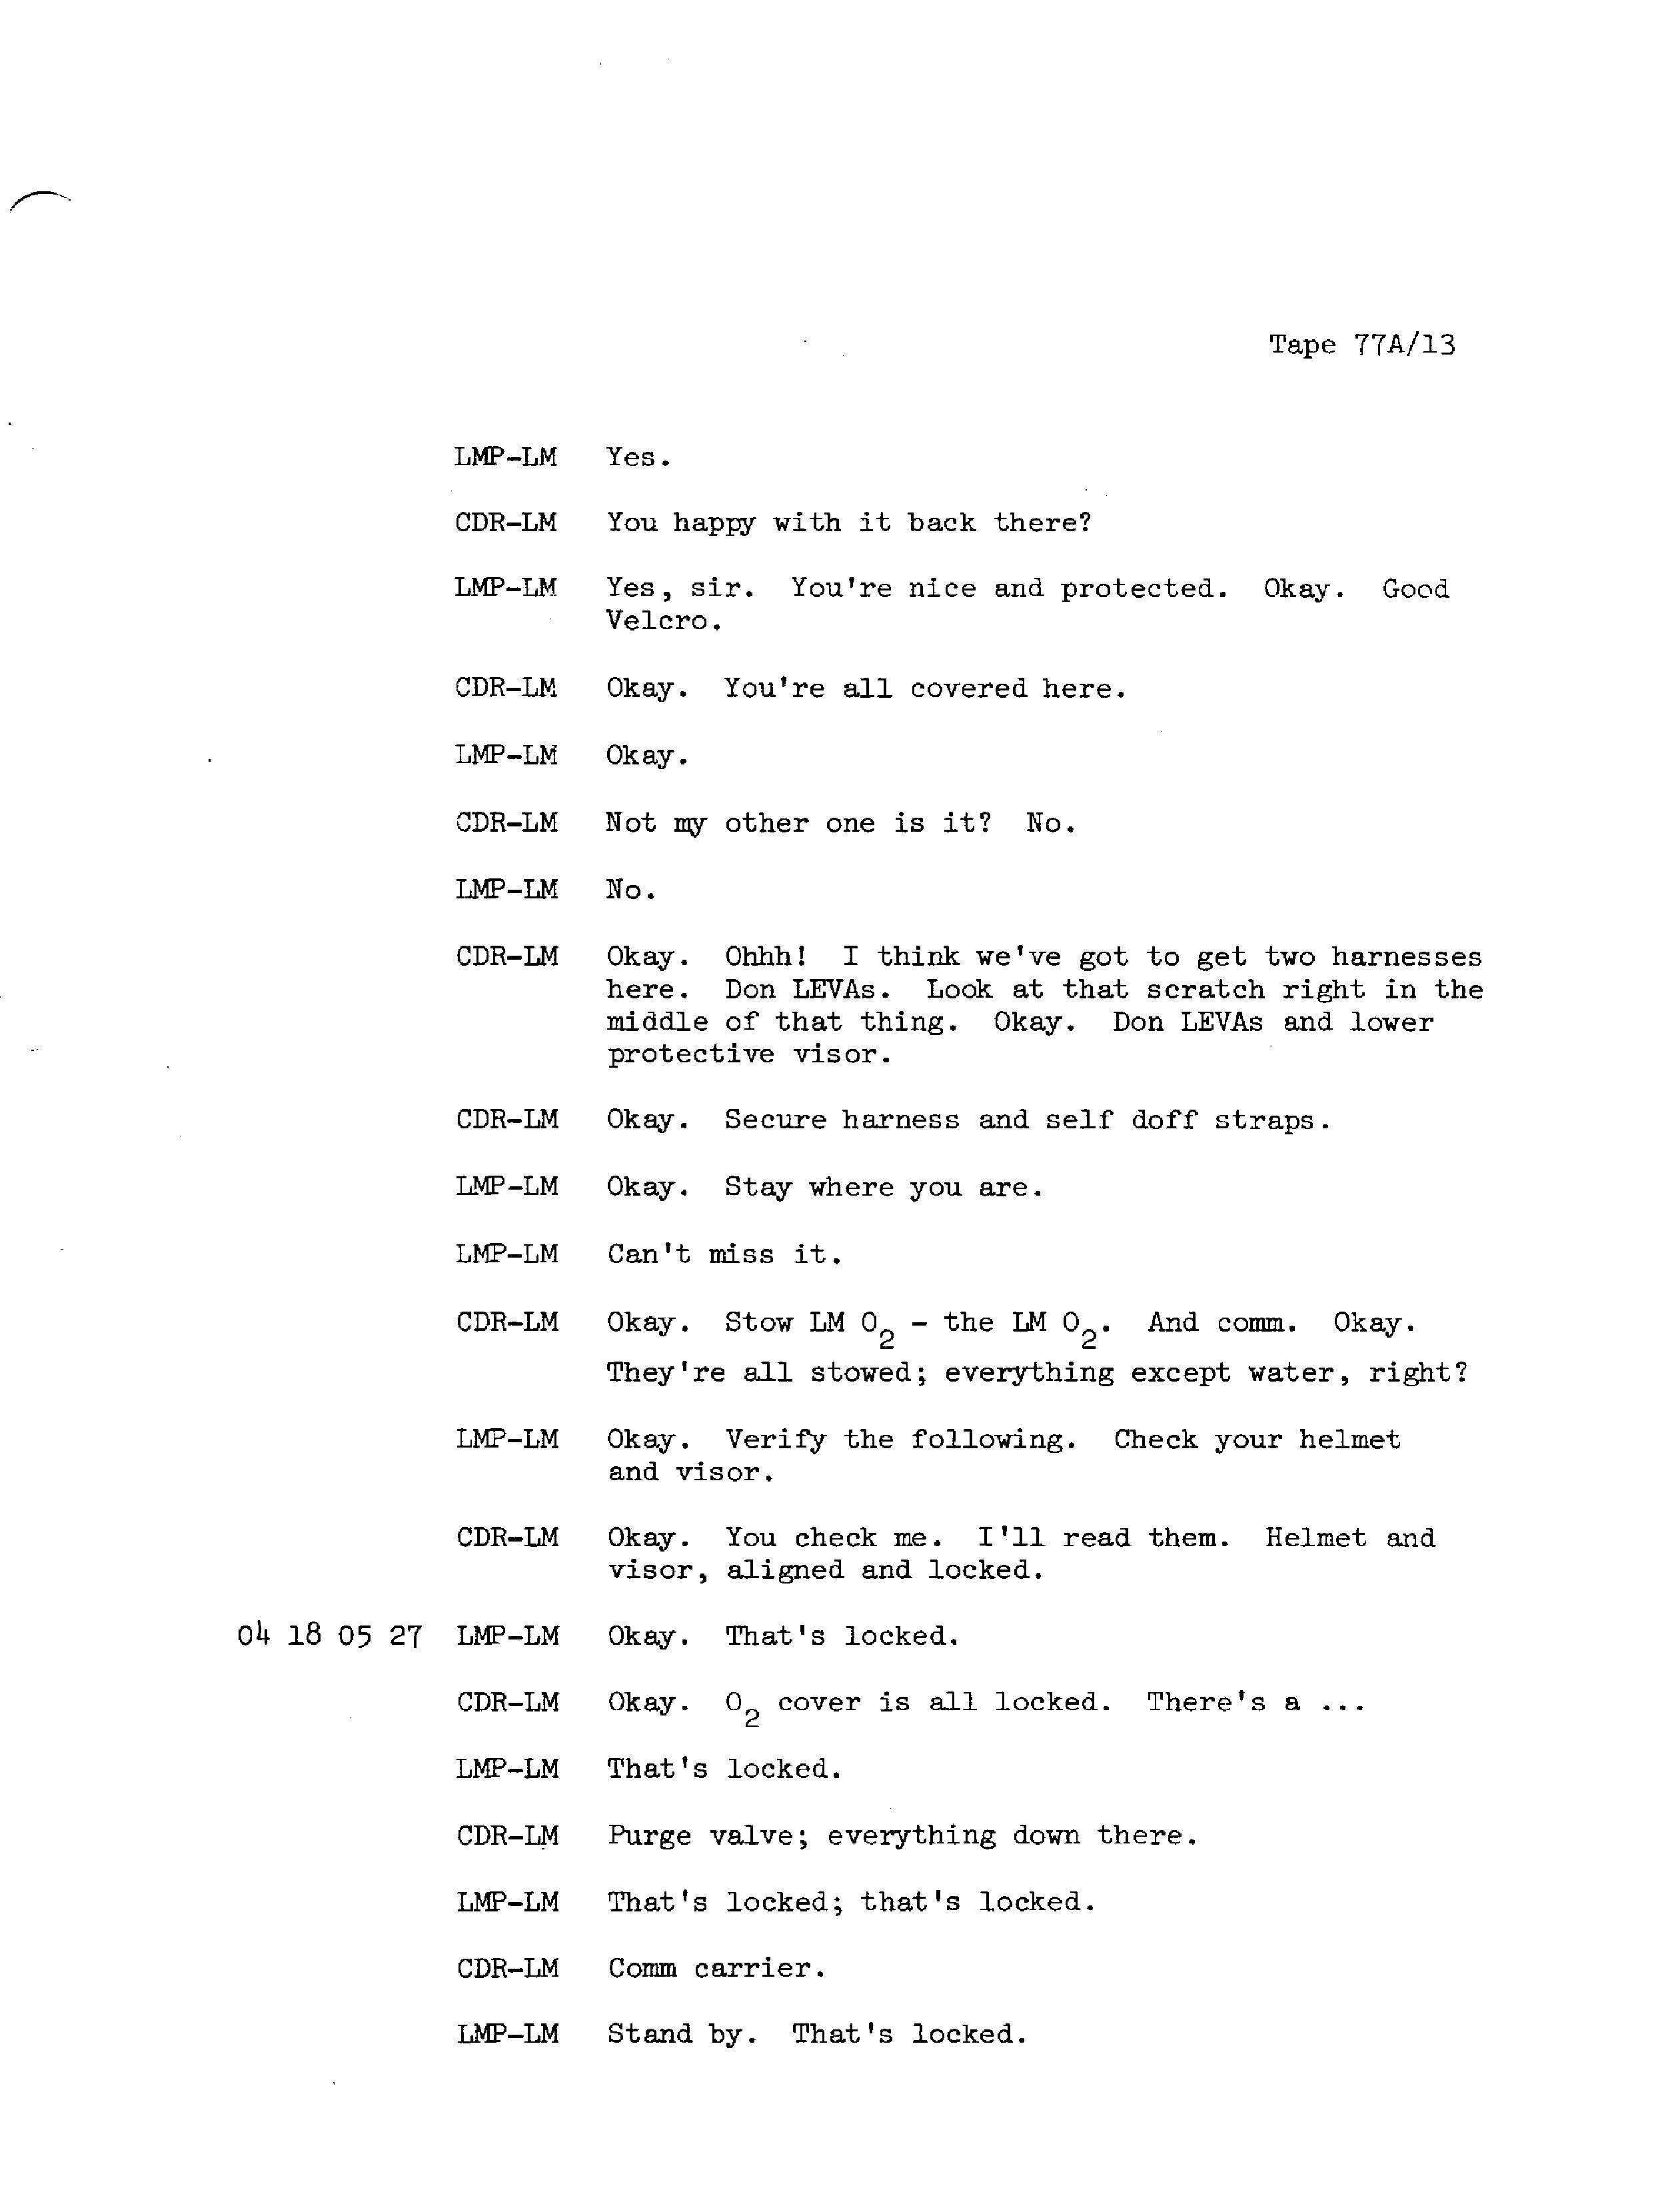 Tape 77A/13
LMP-LM Yes.
CDR-LM You happy with it back there?
LMP-LM Yes, sir. You're nice and protected. Okay. Good
Velcro.
CDR-LM Okay. You're all covered here.
LMP-LM Okay.
CDR-LM Not my other one is it? No.
LMP-LM No.
CDR-LM Okay. Ohhh! I think we've got to get two harnesses
here. Don LEVAs. Look at that scratch right in the
middle of that thing. Okay. Don LEVAs and lower
protective visor.
CDR-LM Okay. Secure harness and self doff straps.
LMP-LM Okay. Stay where you are.
LMP-LM Can't miss it.
CDR-LM Okay. Stow LM O2 - the LM O2. And comm. Okay.
They're all stowed; everything except water, right?
LMP-LM Okay. Verify the following. Check your helmet
and visor.
CDR-LM Okay. You check me. I'll read them. Helmet and
visor, aligned and locked.
04 18 05 27 LMP-LM Okay. That's locked.
CDR-LM Okay. O2 cover is all locked. There's a ...
LMP-LM That's locked.
CDR-LM Purge valve; everything down there.
LMP-LM That's locked; that's locked.
CDR-LM Comm carrier.
LMP-LM Stand by. That's locked.